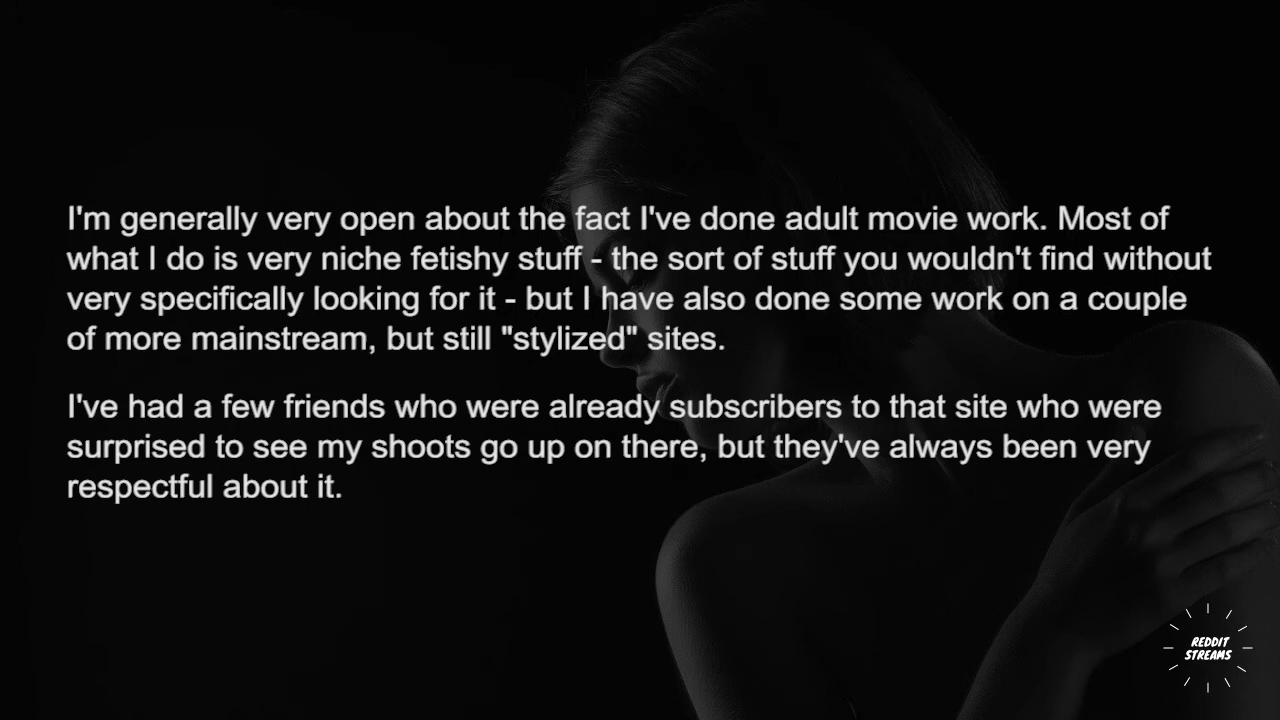 I'm generally very open about the fact I've done adult movie work. Most of
what I do is very niche fetishy stuff - the sort of stuff you wouldn't find without
very specifically looking for it - but I have also done some work on a couple
of more mainstream, but still "stylized" sites.
I've had a few friends who were already subscribers to that site who were
surprised to see my shoots go up on there, but they've always been very
respectful about it.
REDDIT
STREAMS